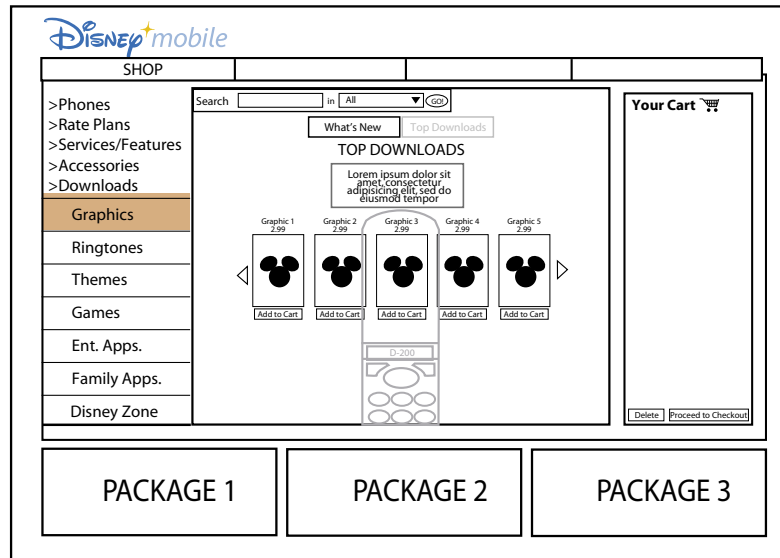 Disney mobile
SHOP
>Phones
>Rate Plans
>Services/Features
>Accessories
>Downloads
Graphics
Ringtones
Themes
Games
Ent. Apps.
Family Apps.
Disney Zone
Search in All GO!
What's New Top Downloads
TOP DOWNLOADS
Lorem ipsum dolor sit
amet, consectetur
adipisicing elit, sed do
eiusmod tempor
Graphic 1 Graphic 2 Graphic 3 Graphic 4 Graphic 5
2.99 2.99 2.99 2.99 2.99
Add to Cart Add to Cart Add to Cart Add to Cart Add to Cart
D-200
Your Cart
Delete Proceed to Checkout
PACKAGE 1 PACKAGE 2 PACKAGE 3